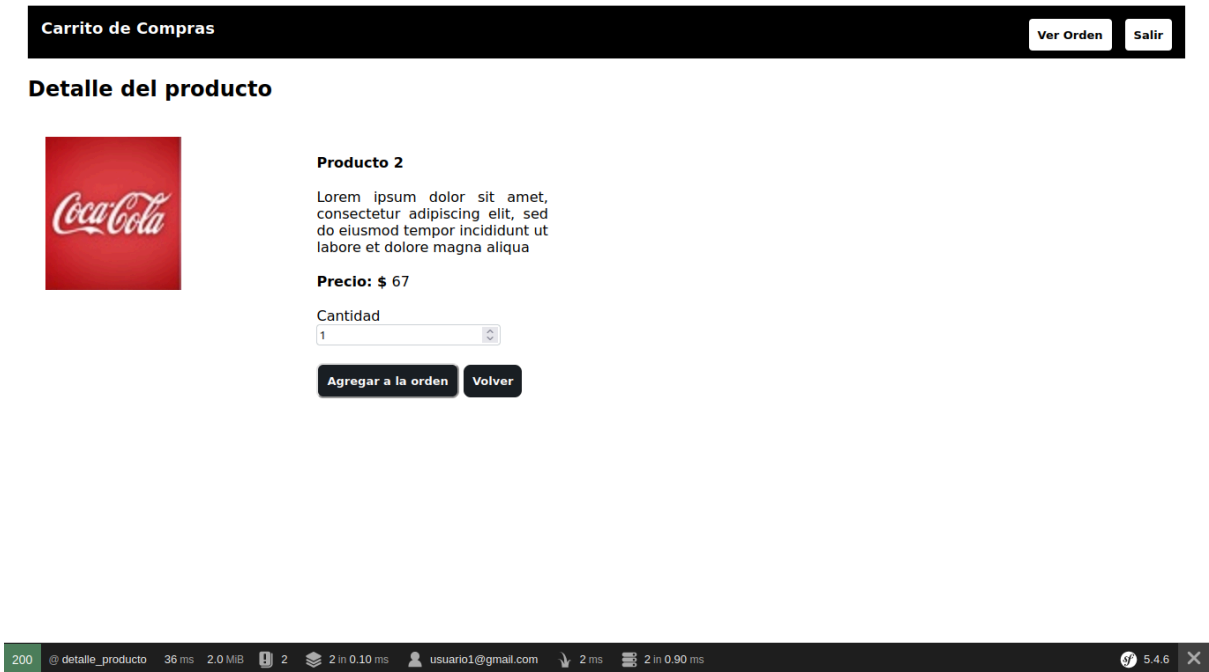 Carrito de Compras
Ver Orden
Salir
Detalle del producto
Coca-Cola
Producto 2
Lorem ipsum dolor sit amet,
consectetur adipiscing elit, sed
do eiusmod tempor incididunt ut
labore et dolore magna aliqua
Precio: $ 67
Cantidad
1
Agregar a la orden
Volver
200 @ detalle_producto 36 ms 2.0 MiB 2 2 in 0.10 ms usuario1@gmail.com 2 ms 2 in 0.90 ms sf 5.4.6